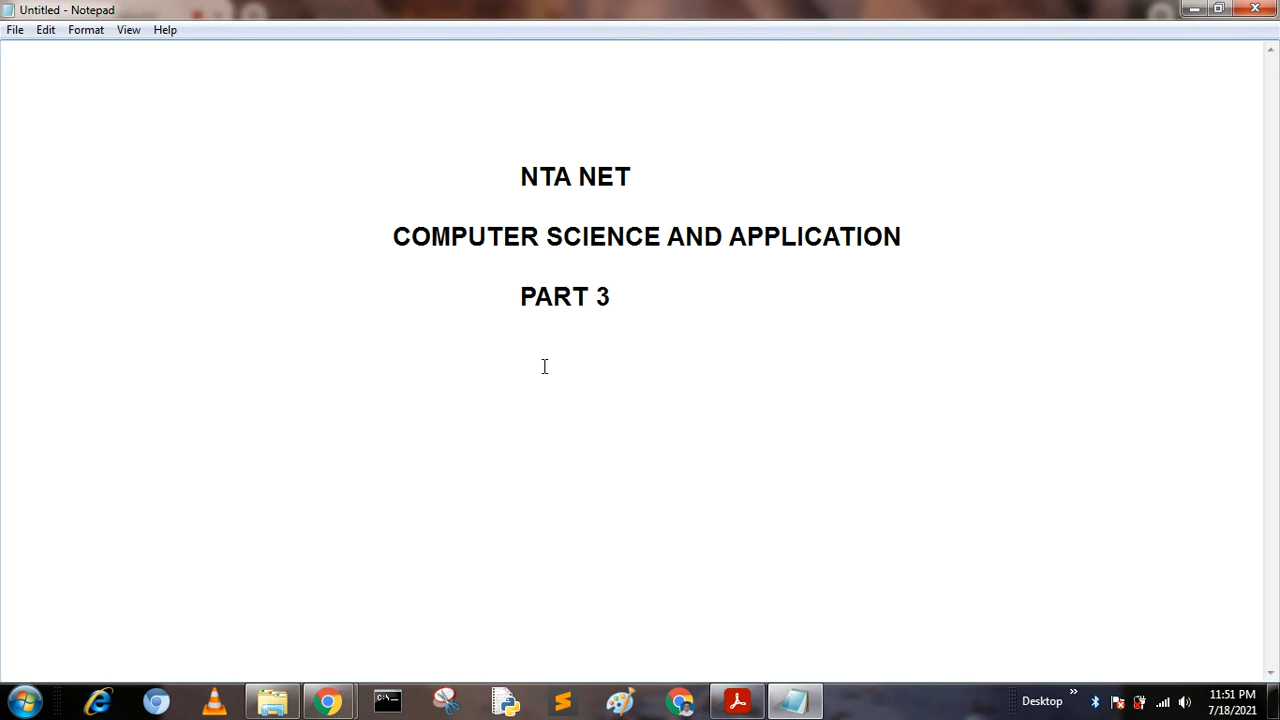 Untitled - Notepad
File Edit Format View Help
NTA NET
COMPUTER SCIENCE AND APPLICATION
PART 3
Desktop
11:51 PM
7/18/2021